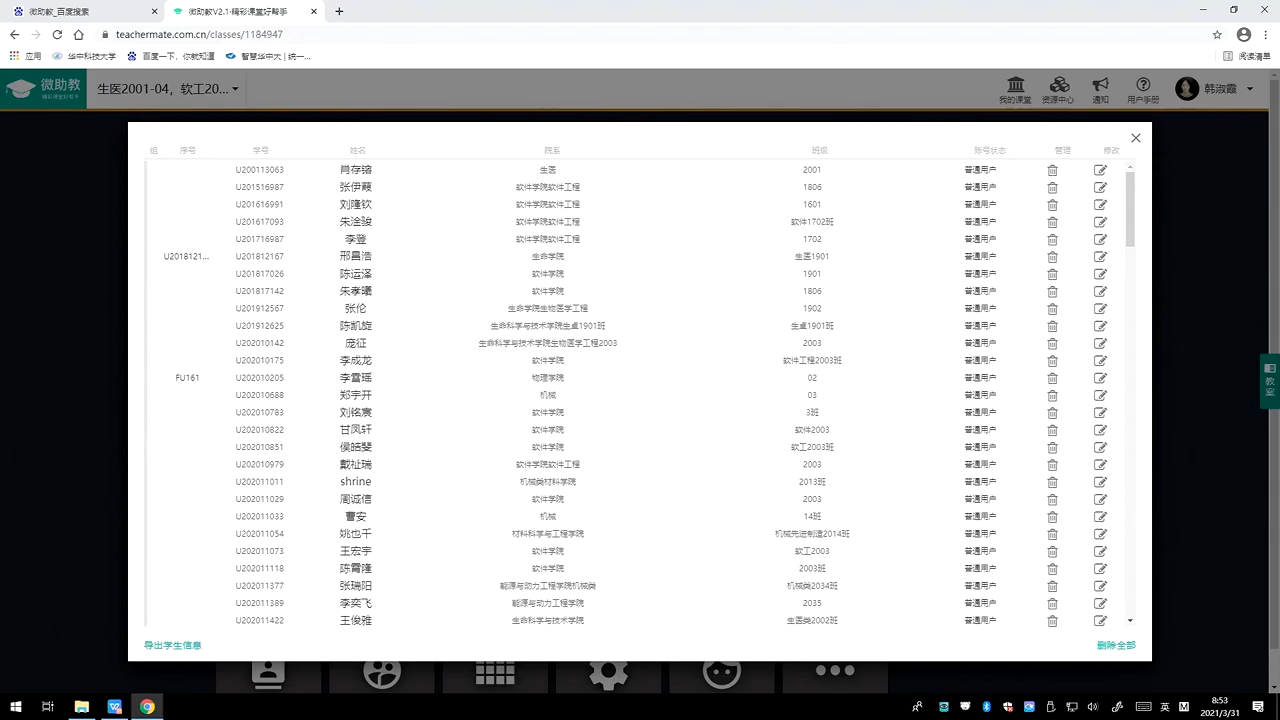 微助教_百度搜索
微助教V2.1-精彩课堂好帮手
teachermate.com.cn/classes/1184947
应用 华中科技大学 百度一下，你就知道 智慧华中大 | 统一... 阅读清单
微助教
精彩课堂好帮手
生医2001-04，软工20...
我的课堂 资源中心 通知 用户手册 韩淑霞
组 序号 学号 姓名 院系 班级 账号状态 管理 修改
U200113063 肖存镕 生医 2001 普通用户
U201516987 张伊葭 软件学院软件工程 1806 普通用户
U201616991 刘隆钦 软件学院软件工程 1601 普通用户
U201617093 朱淦骏 软件学院软件工程 软件1702班 普通用户
U201716987 李登 软件学院软件工程 1702 普通用户
U2018121... U201812167 邢昌浩 生命学院 生医1901 普通用户
U201817026 陈运泽 软件学院 1901 普通用户
U201817142 朱孝曦 软件学院 1806 普通用户
U201912567 张伦 生命学院生物医学工程 1902 普通用户
U201912625 陈凯旋 生命科学与技术学院生卓1901班 生卓1901班 普通用户
U202010142 庞征 生命科学与技术学院生物医学工程2003 2003 普通用户
U202010175 李成龙 软件学院 软件工程2003班 普通用户
FU161 U202010205 李雪瑶 物理学院 02 普通用户
U202010688 郑宇开 机械 03 普通用户
U202010783 刘铭宸 软件学院 3班 普通用户
U202010822 甘凤轩 软件学院 软件2003 普通用户
U202010851 侯皓斐 软件学院 软工2003班 普通用户
U202010979 戴祉瑞 软件学院软件工程 2003 普通用户
U202011011 shrine 机械类材料学院 2013班 普通用户
U202011029 周诚信 软件学院 2003 普通用户
U202011033 曹安 机械 14班 普通用户
U202011054 姚也千 材料科学与工程学院 机械先进制造2014班 普通用户
U202011073 王宏宇 软件学院 软工2003 普通用户
U202011118 陈霄隆 软件学院 2003班 普通用户
U202011377 张瑞阳 能源与动力工程学院机械类 机械类2034班 普通用户
U202011389 李奕飞 能源与动力工程学院 2035 普通用户
U202011422 王俊雅 生命科学与技术学院 生医类2002班 普通用户
导出学生信息 删除全部
教室
英 M
8:53
2021/3/31